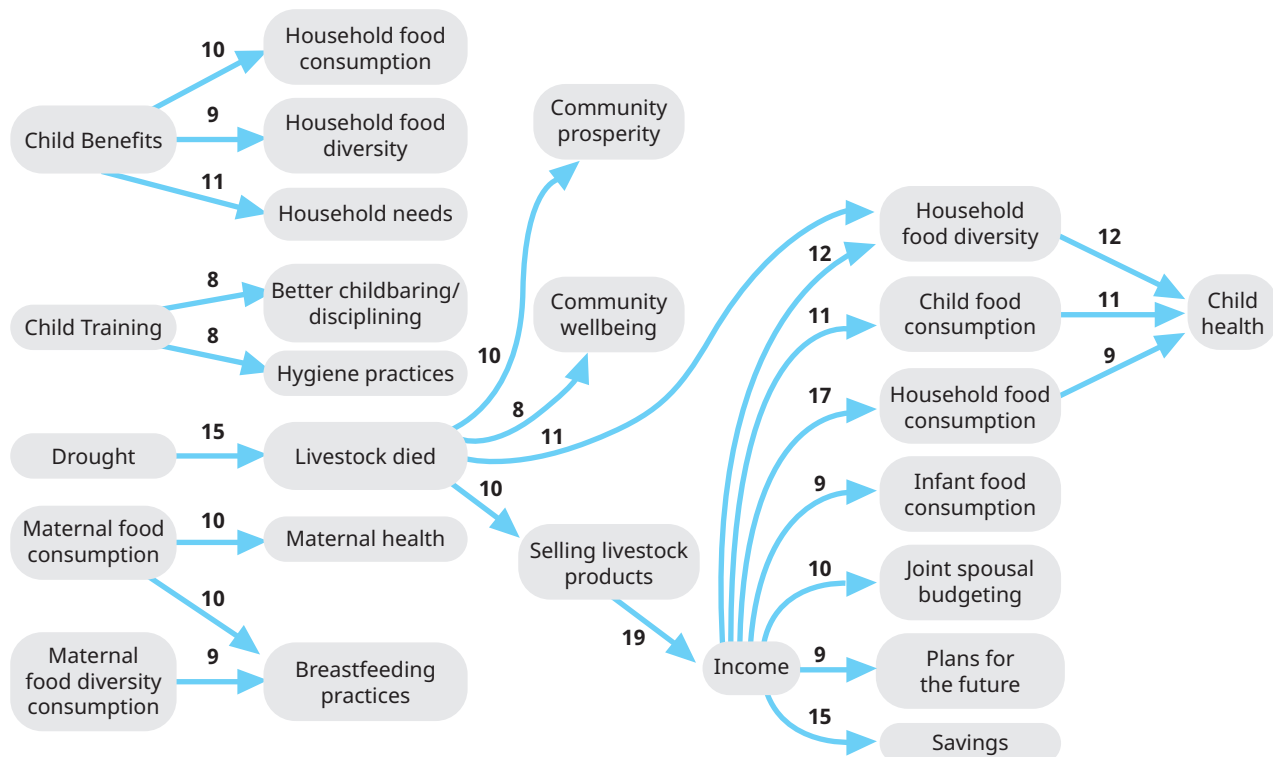 10
Household food
consumption
Child Benefits
9
Household food
diversity
11
Household needs
Child Training
8
Better childbaring/
disciplining
8
Hygiene practices
Drought
15
Livestock died
Maternal food
consumption
10
Maternal health
10
Maternal
food diversity
consumption
9
Breastfeeding
practices
10
Community
prosperity
8
Community
wellbeing
11
10
Selling livestock
products
19
Income
12
Household
food diversity
11
Child food
consumption
17
Household food
consumption
9
Infant food
consumption
10
Joint spousal
budgeting
9
Plans for
the future
15
Savings
12
11
9
Child
health